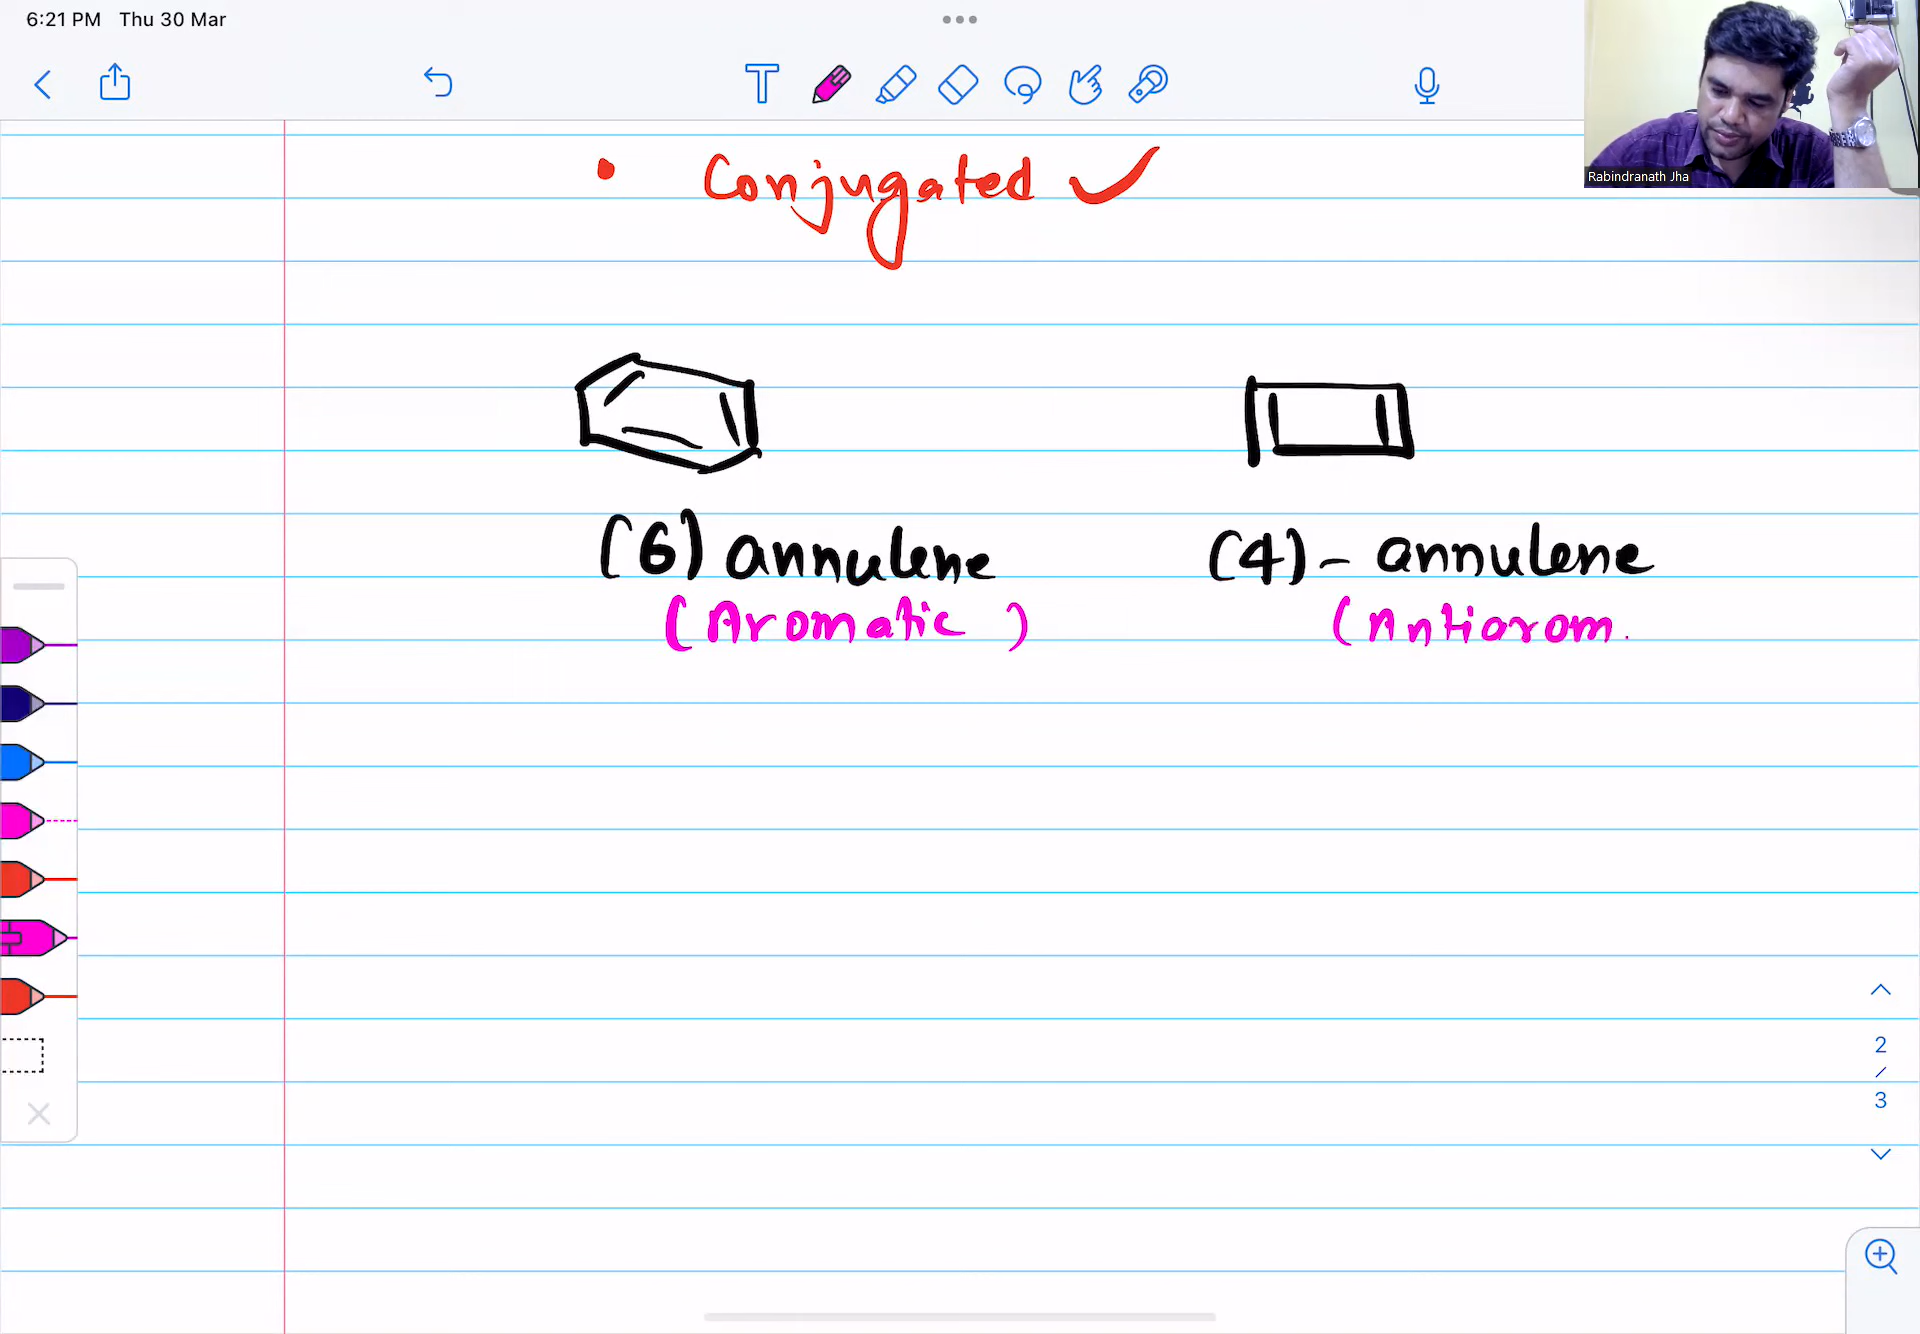 6:21 PM Thu 30 Mar
Rabindranath Jha
• Conjugated ✓
(6) annulene (4) - annulene
(Aromatic) (Antiarom.
2
/
3